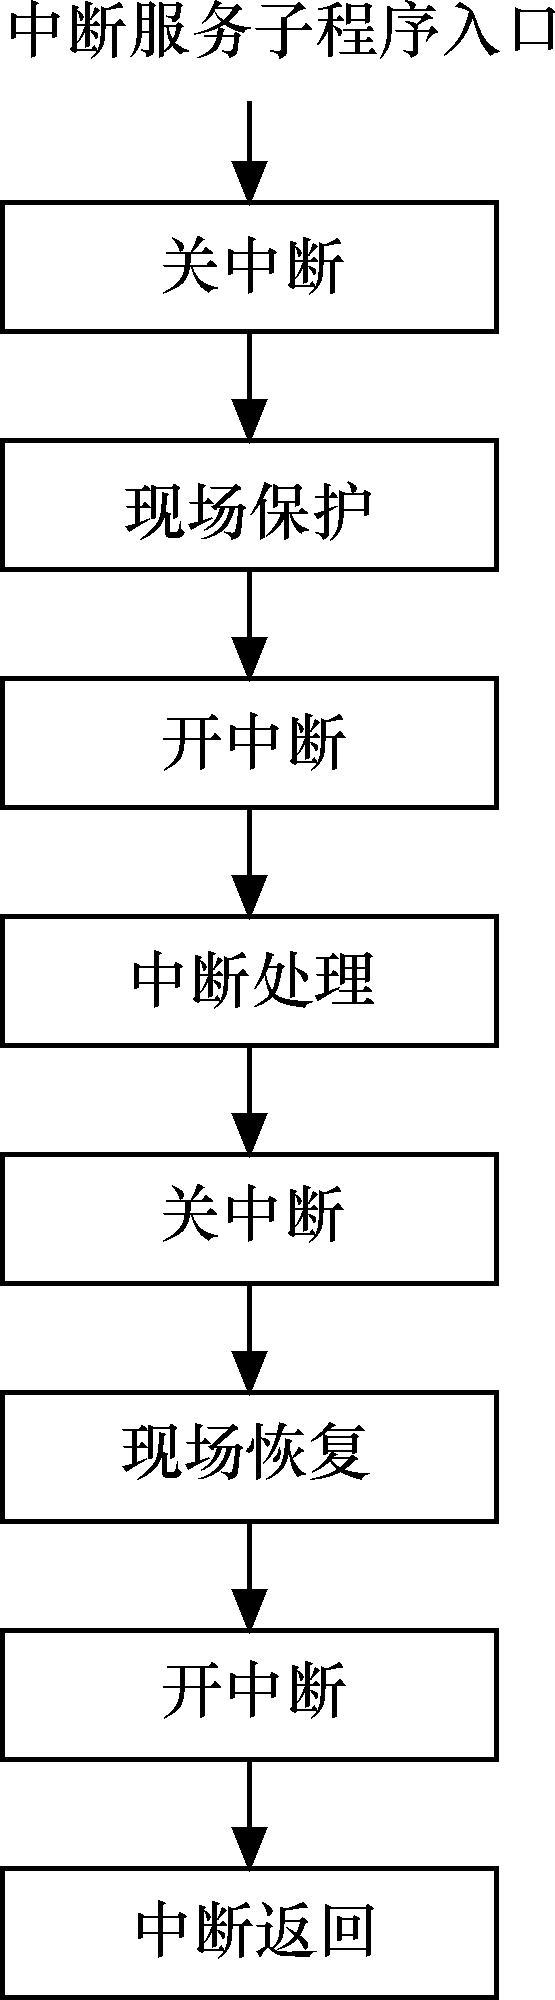 中断服务子程序入口
关中断
现场保护
开中断
中断处理
关中断
现场恢复
开中断
中断返回